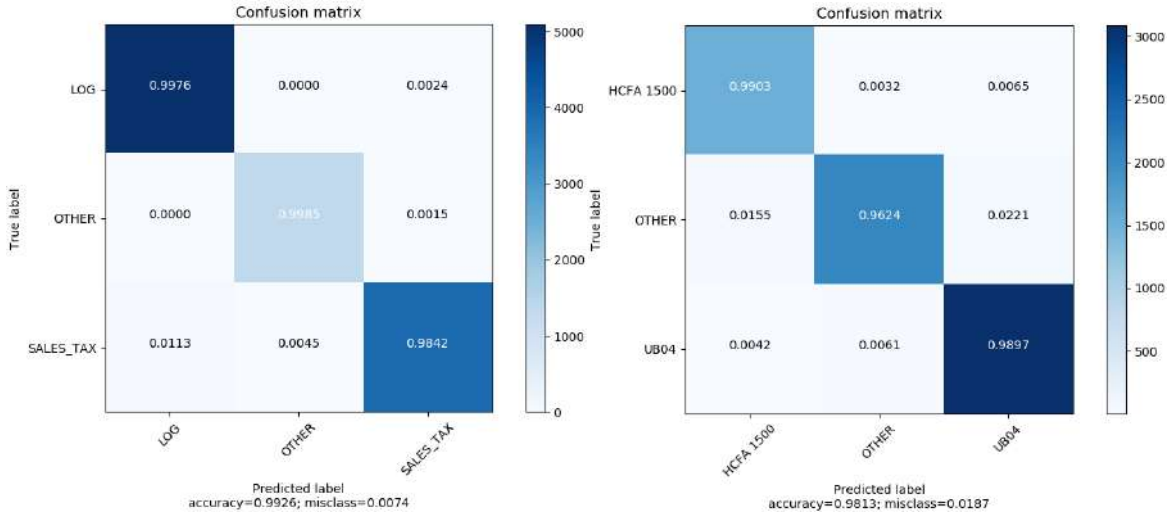 Confusion matrix
True label
LOG
OTHER
SALES_TAX
0.9976 0.0000 0.0024
0.0000 0.9985 0.0015
0.0113 0.0045 0.9842
LOG OTHER SALES_TAX
Predicted label
accuracy=0.9926; misclass=0.0074
5000
4000
3000
2000
1000
0
Confusion matrix
True label
HCFA 1500
OTHER
UB04
0.9903 0.0032 0.0065
0.0155 0.9624 0.0221
0.0042 0.0061 0.9897
HCFA 1500 OTHER UB04
Predicted label
accuracy=0.9813; misclass=0.0187
3000
2500
2000
1500
1000
500